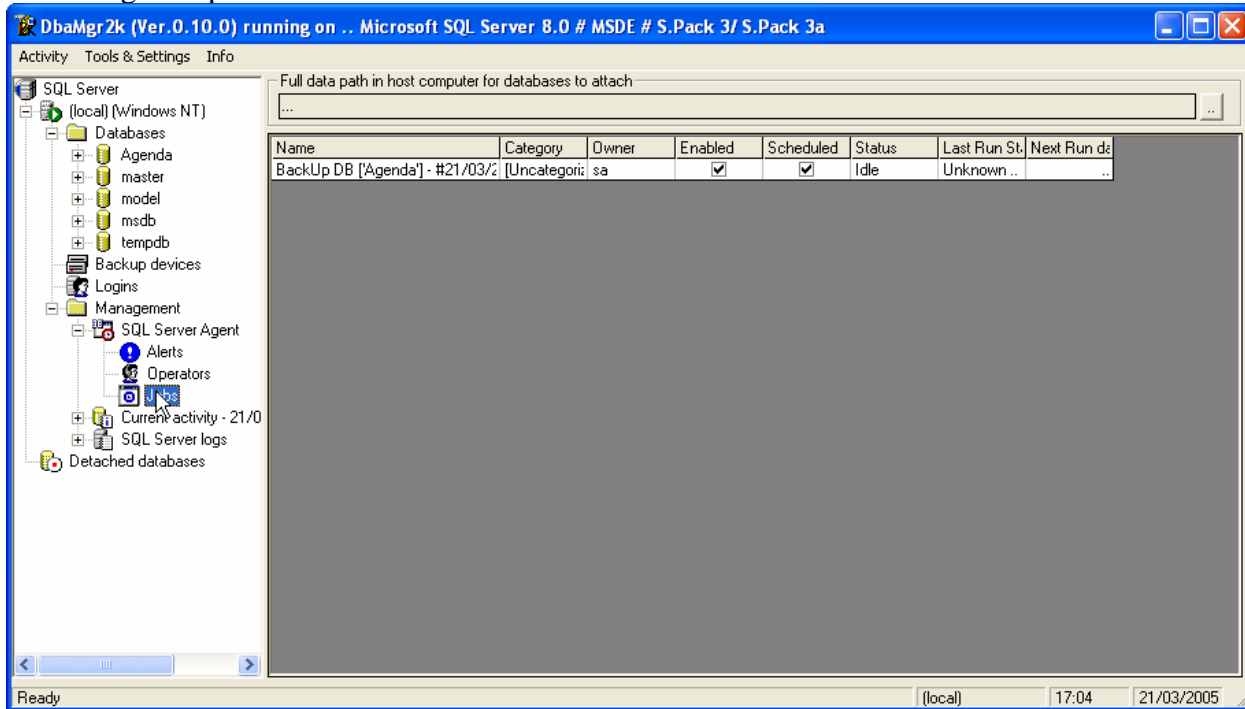 DbaMgr2k (Ver.0.10.0) running on .. Microsoft SQL Server 8.0 # MSDE # S.Pack 3/ S.Pack 3a
Activity Tools & Settings Info
SQL Server
(local) (Windows NT)
Databases
Agenda
master
model
msdb
tempdb
Backup devices
Logins
Management
SQL Server Agent
Alerts
Operators
Jobs
Current activity - 21/0
SQL Server logs
Detached databases
Full data path in host computer for databases to attach
... ..
Name Category Owner Enabled Scheduled Status Last Run St. Next Run da
BackUp DB ['Agenda'] - #21/03/2 [Uncategoriz sa Idle Unknown .. ..
Ready (local) 17:04 21/03/2005